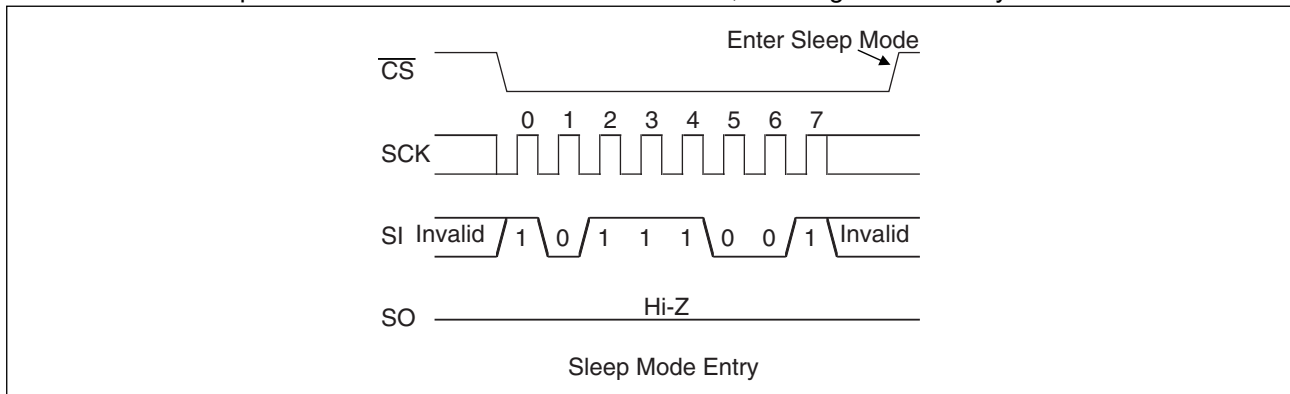 Enter Sleep Mode
CS
0 1 2 3 4 5 6 7
SCK
SI Invalid 1 0 1 1 1 0 0 1 Invalid
Hi-Z
SO
Sleep Mode Entry